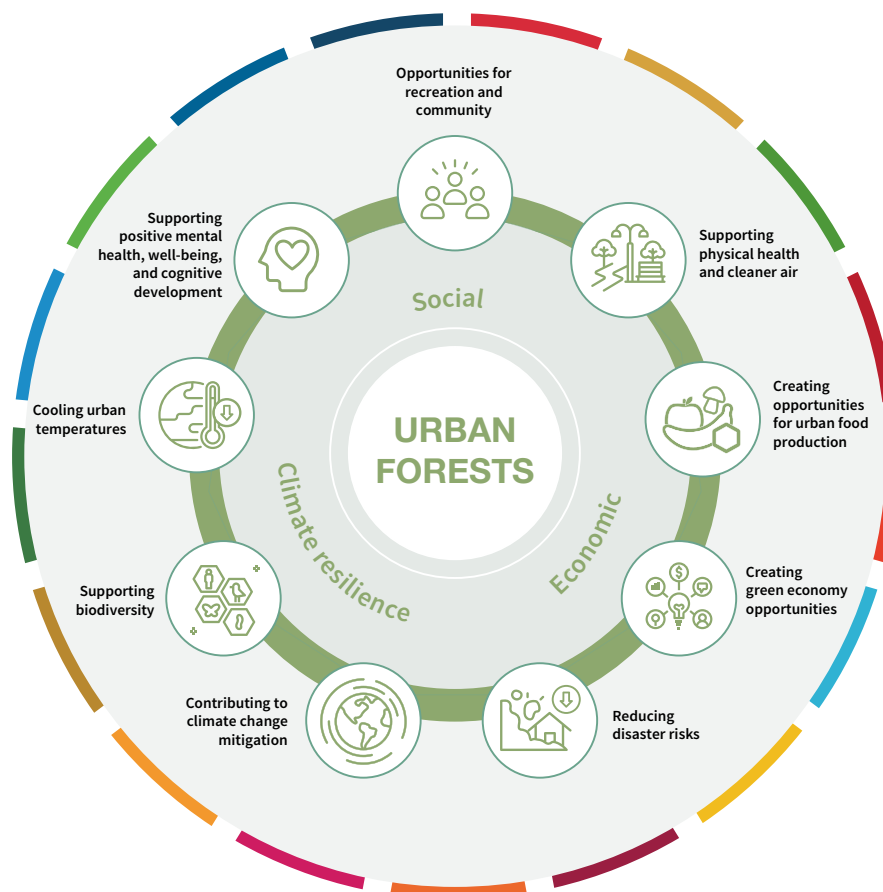 Opportunities for
recreation and
community
Supporting
positive mental
health, well-being,
and cognitive
development
Supporting
physical health
and cleaner air
Social
Cooling urban
temperatures
Creating
opportunities
for urban food
production
URBAN
FORESTS
Climate resilience
Economic
Supporting
biodiversity
Creating
green economy
opportunities
Contributing to
climate change
mitigation
Reducing
disaster risks
$